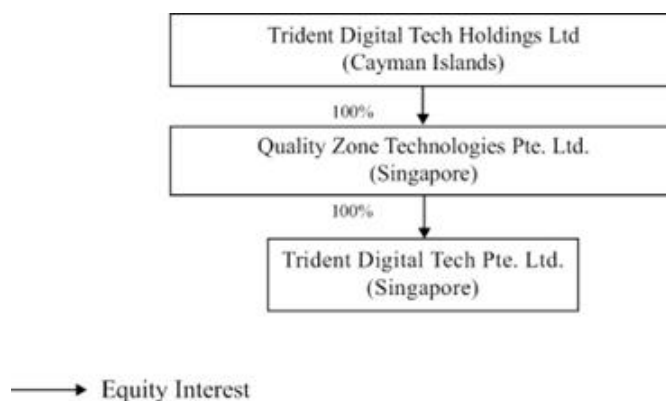 Trident Digital Tech Holdings Ltd
(Cayman Islands)
100%
Quality Zone Technologies Pte. Ltd.
(Singapore)
100%
Trident Digital Tech Pte. Ltd.
(Singapore)
Equity Interest